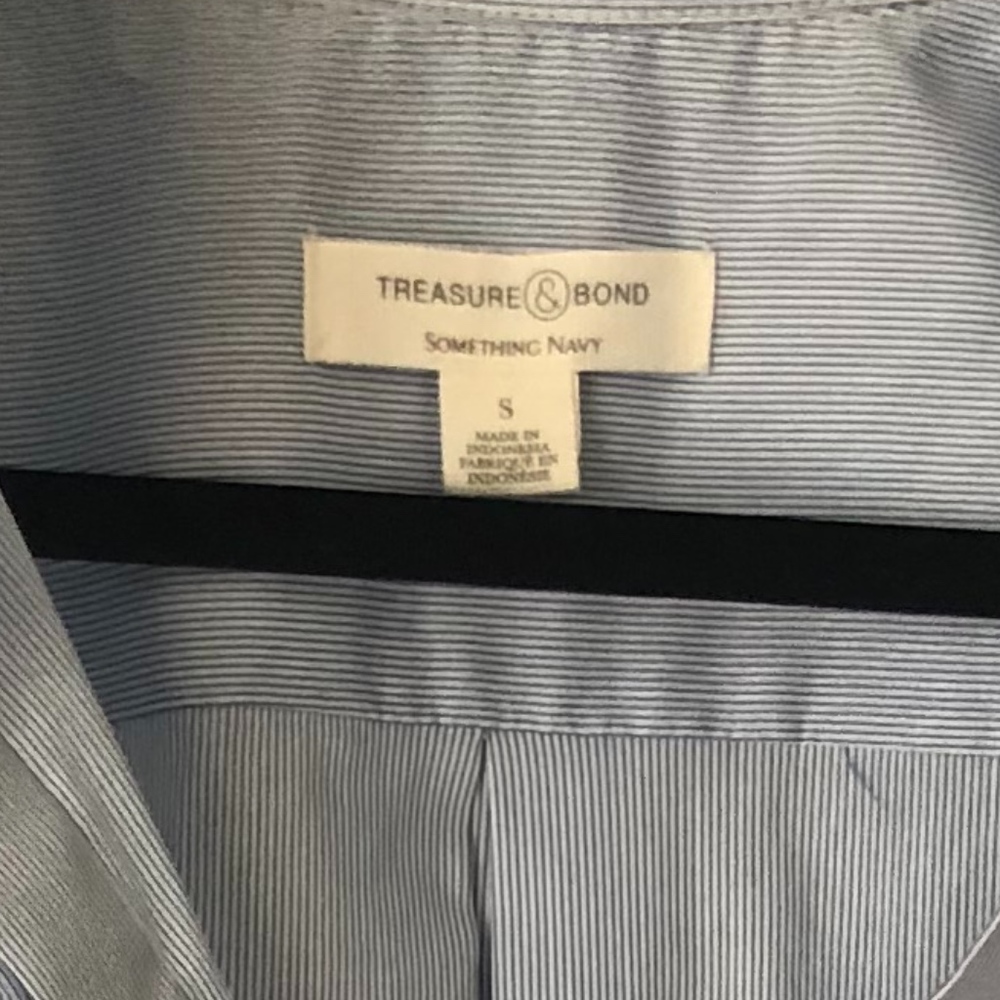 TREASURE & BOND
SOMETHING NAVY
S
MADE IN
INDONESIA
FABRIQUÉ EN
INDONÉSIE